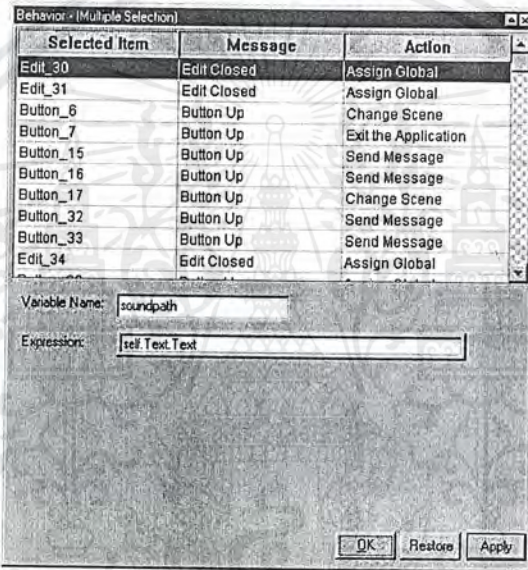 Behavior - (Multiple Selection)
Selected Item Message Action
Edit_30 Edit Closed Assign Global
Edit_31 Edit Closed Assign Global
Button_6 Button Up Change Scene
Button_7 Button Up Exit the Application
Button_15 Button Up Send Message
Button_16 Button Up Send Message
Button_17 Button Up Change Scene
Button_32 Button Up Send Message
Button_33 Button Up Send Message
Edit_34 Edit Closed Assign Global
Variable Name: soundpath
Expression: self.Text.Text
OK Restore Apply